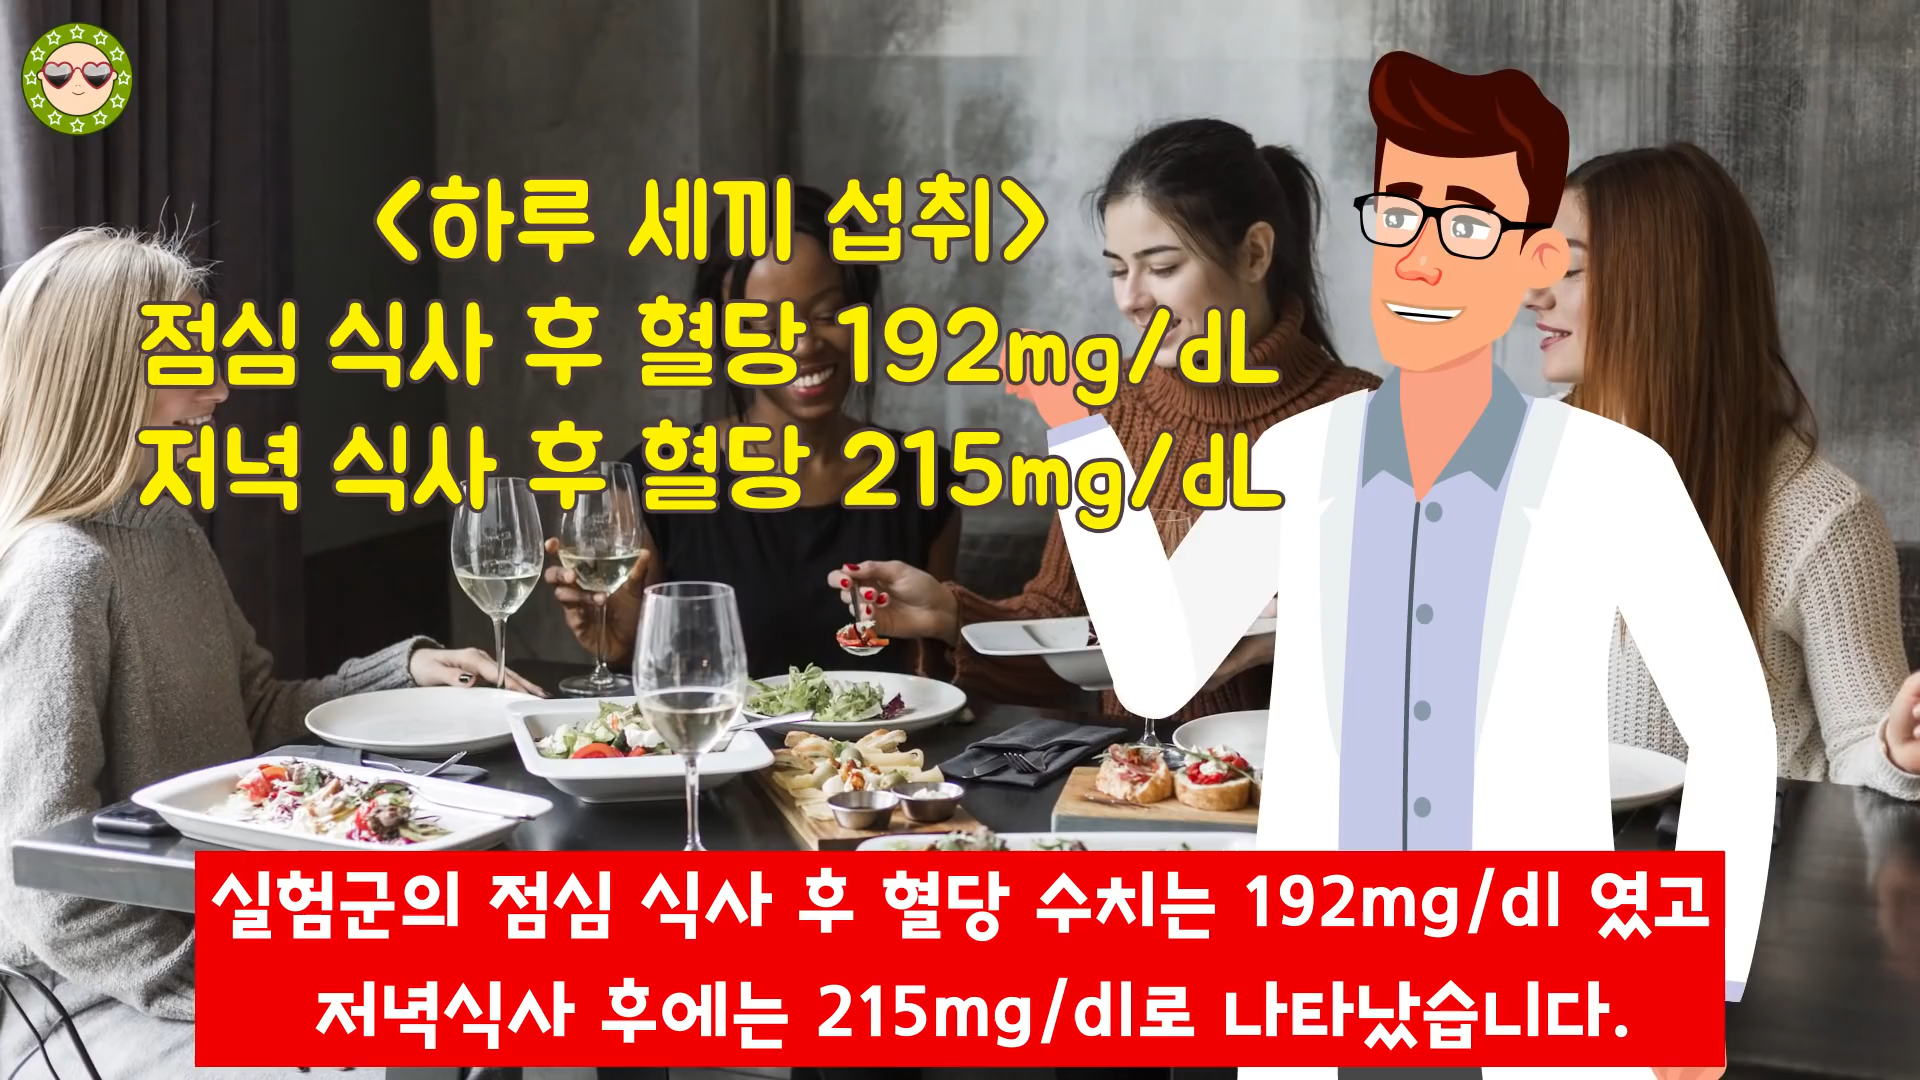 <하루 세끼 섭취>
점심 식사 후 혈당 192mg/dL
저녁 식사 후 혈당 215mg/dL
실험군의 점심 식사 후 혈당 수치는 192mg/dl 였고
저녁식사 후에는 215mg/dl로 나타났습니다.